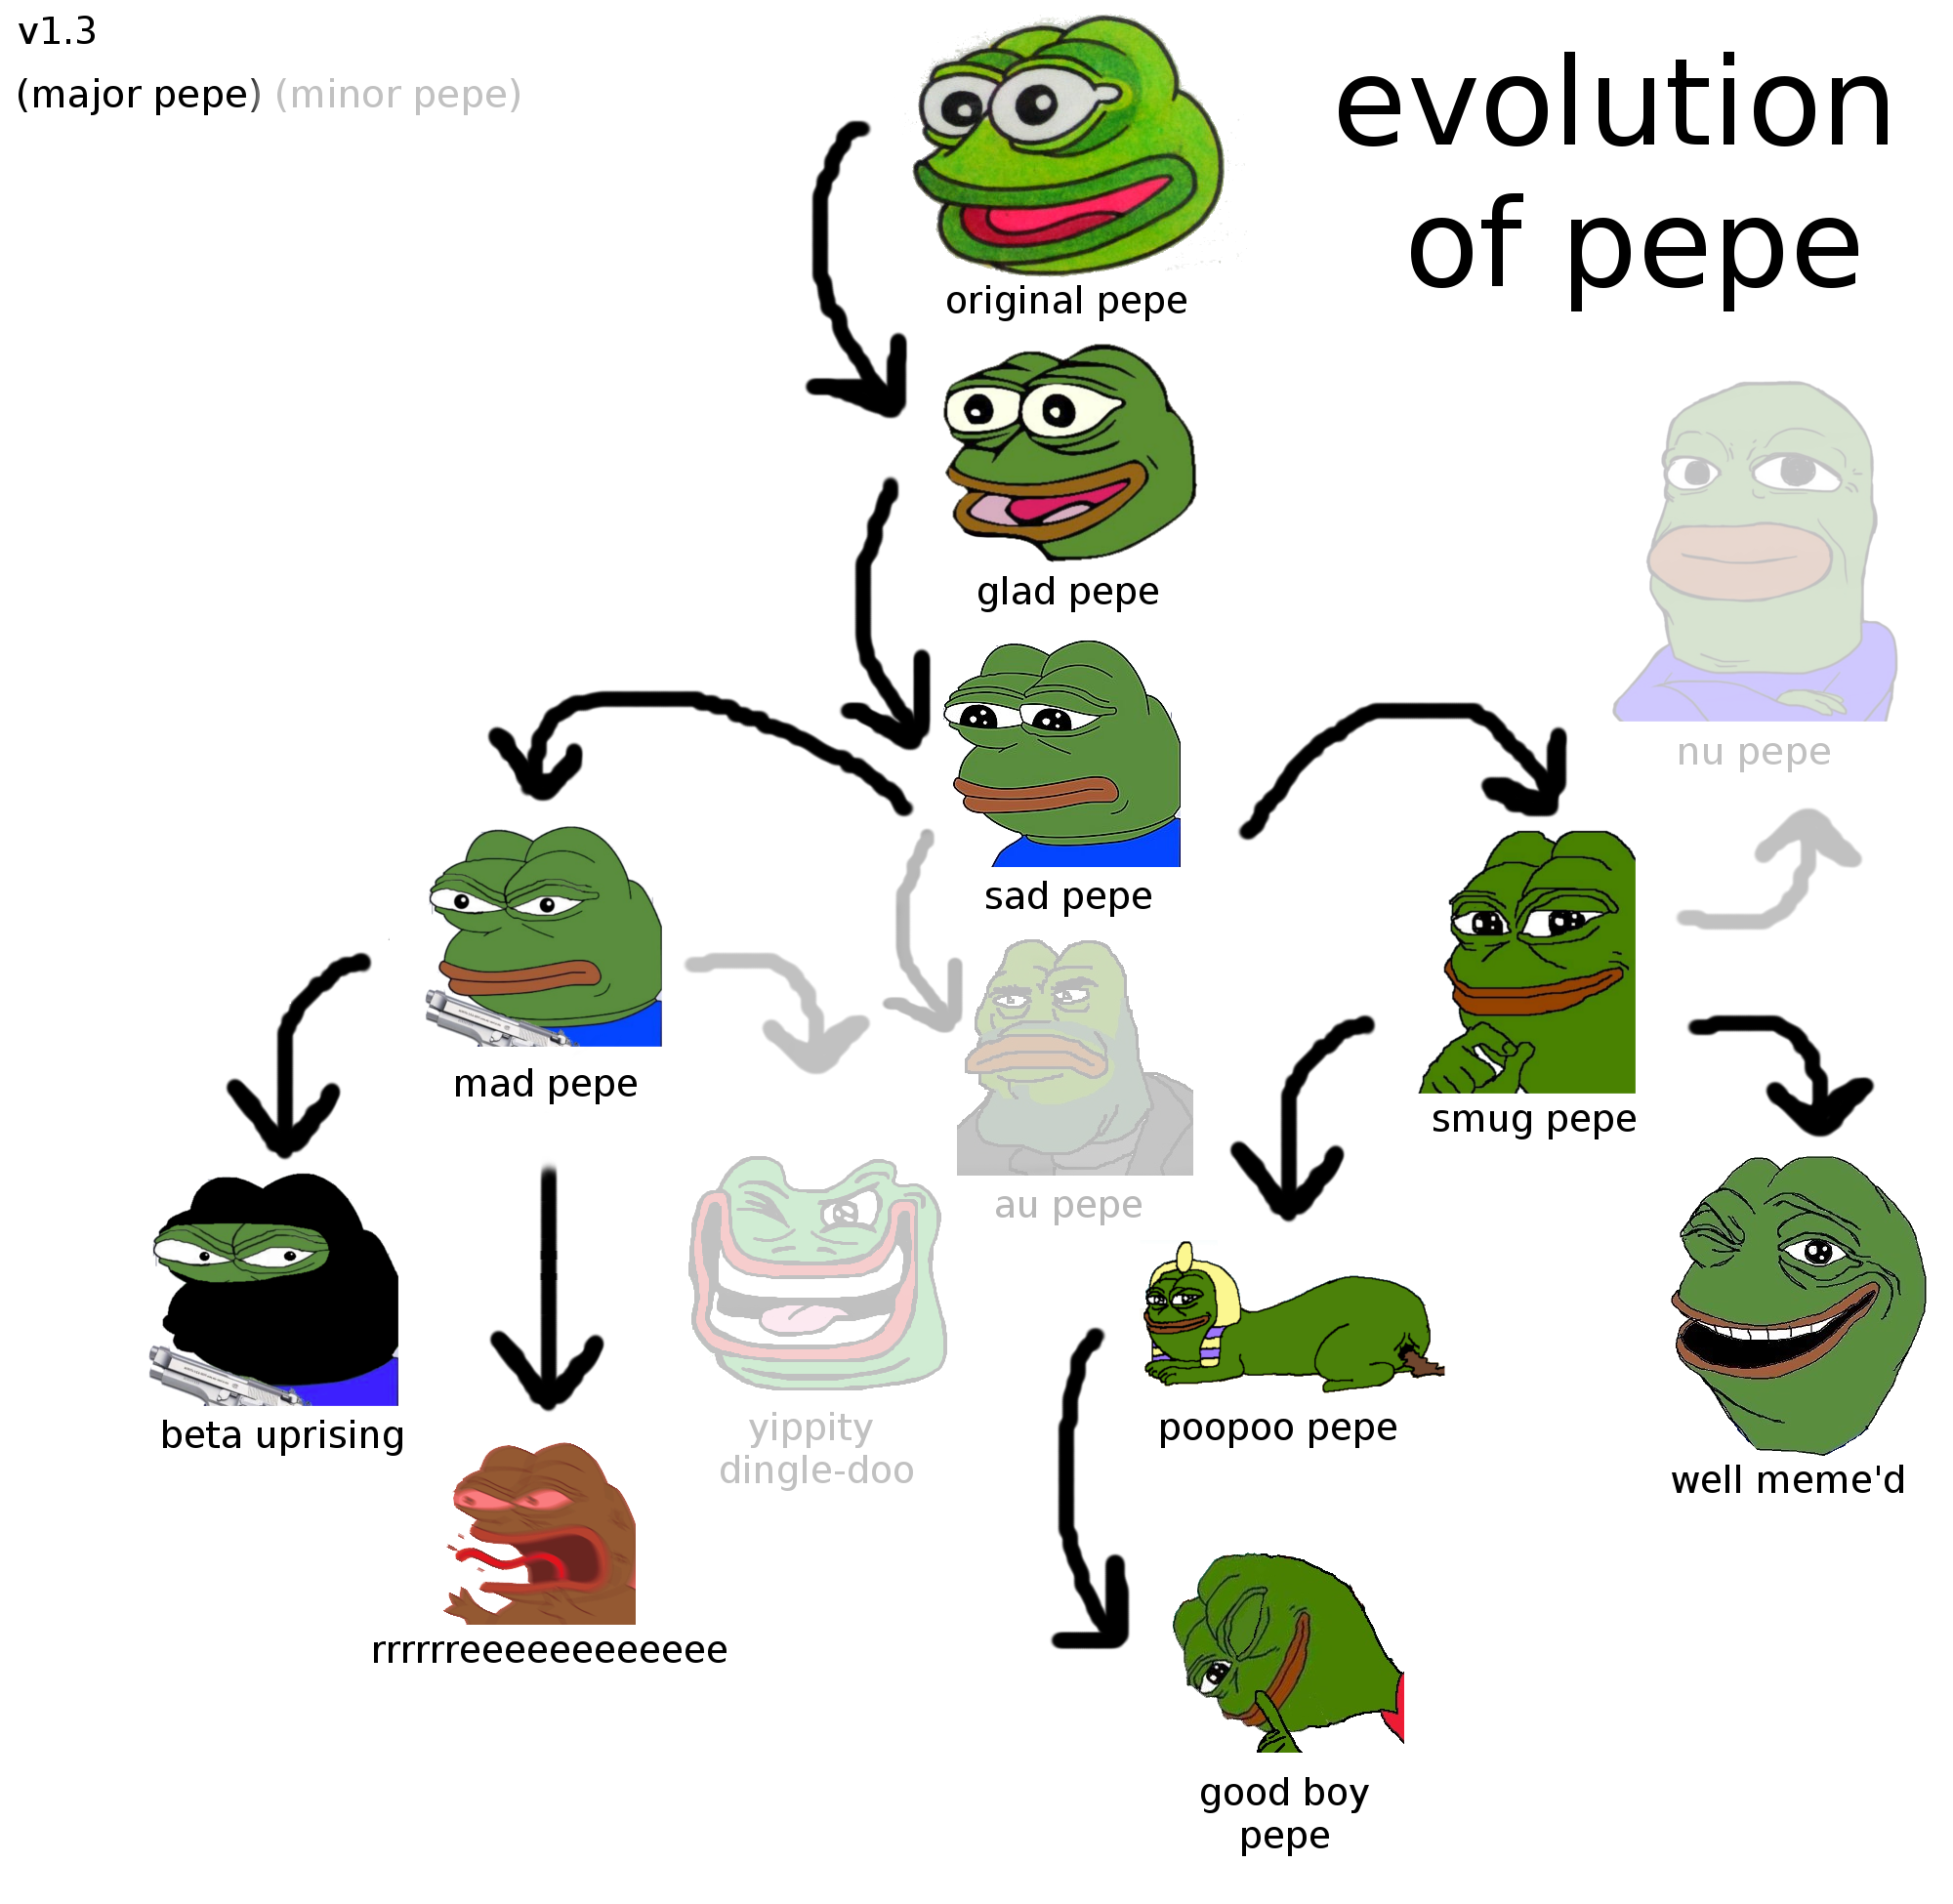 v1.3
(major pepe) (minor pepe)
evolution
of pepe
original pepe
glad pepe
nu pepe
sad pepe
mad pepe
smug pepe
au pepe
beta uprising
yippity
dingle-doo
poopoo pepe
well meme'd
rrrrrreeeeeeeeeeee
good boy
pepe